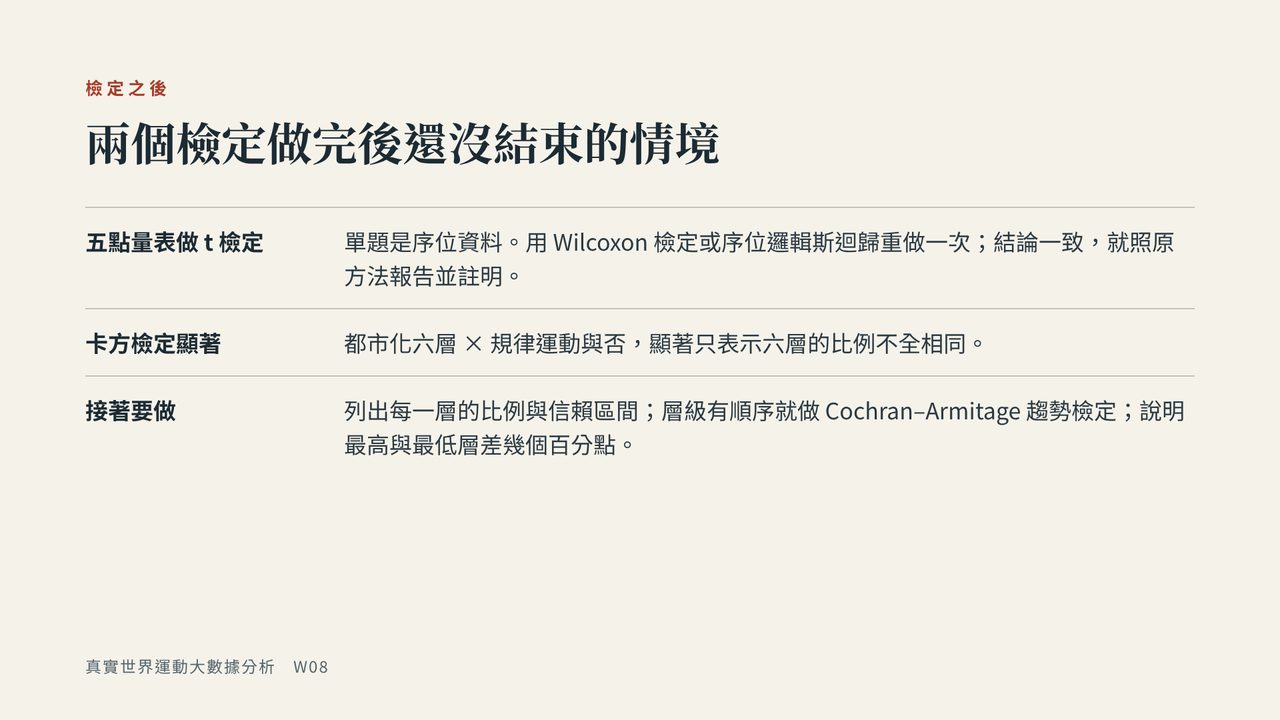 檢定之後
兩個檢定做完後還沒結束的情境
五點量表做 t 檢定
單題是序位資料。用 Wilcoxon 檢定或序位邏輯斯迴歸重做一次；結論一致，就照原
方法報告並註明。
卡方檢定顯著
都市化六層 × 規律運動與否，顯著只表示六層的比例不全相同。
接著要做
列出每一層的比例與信賴區間；層級有順序就做 Cochran–Armitage 趨勢檢定；說明
最高與最低層差幾個百分點。
真實世界運動大數據分析 W08